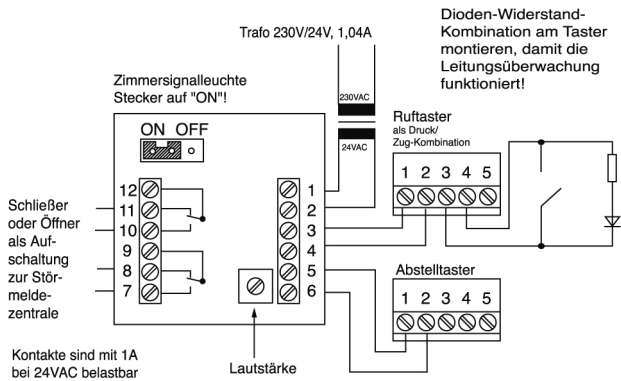 Dioden-Widerstand-
Kombination am Taster
montieren, damit die
Leitungsüberwachung
funktioniert!
Trafo 230V/24V, 1,04A
Zimmersignalleuchte
Stecker auf "ON"!
230VAC
24VAC
ON OFF
Ruftaster
als Druck/
Zug-Kombination
1 2 3 4 5
12
11
10
9
8
7
1
2
3
4
5
6
Schließer
oder Öffner
als Auf-
schaltung
zur Stör-
melde-
zentrale
Abstelltaster
1 2 3 4 5
Kontakte sind mit 1A
bei 24VAC belastbar
Lautstärke